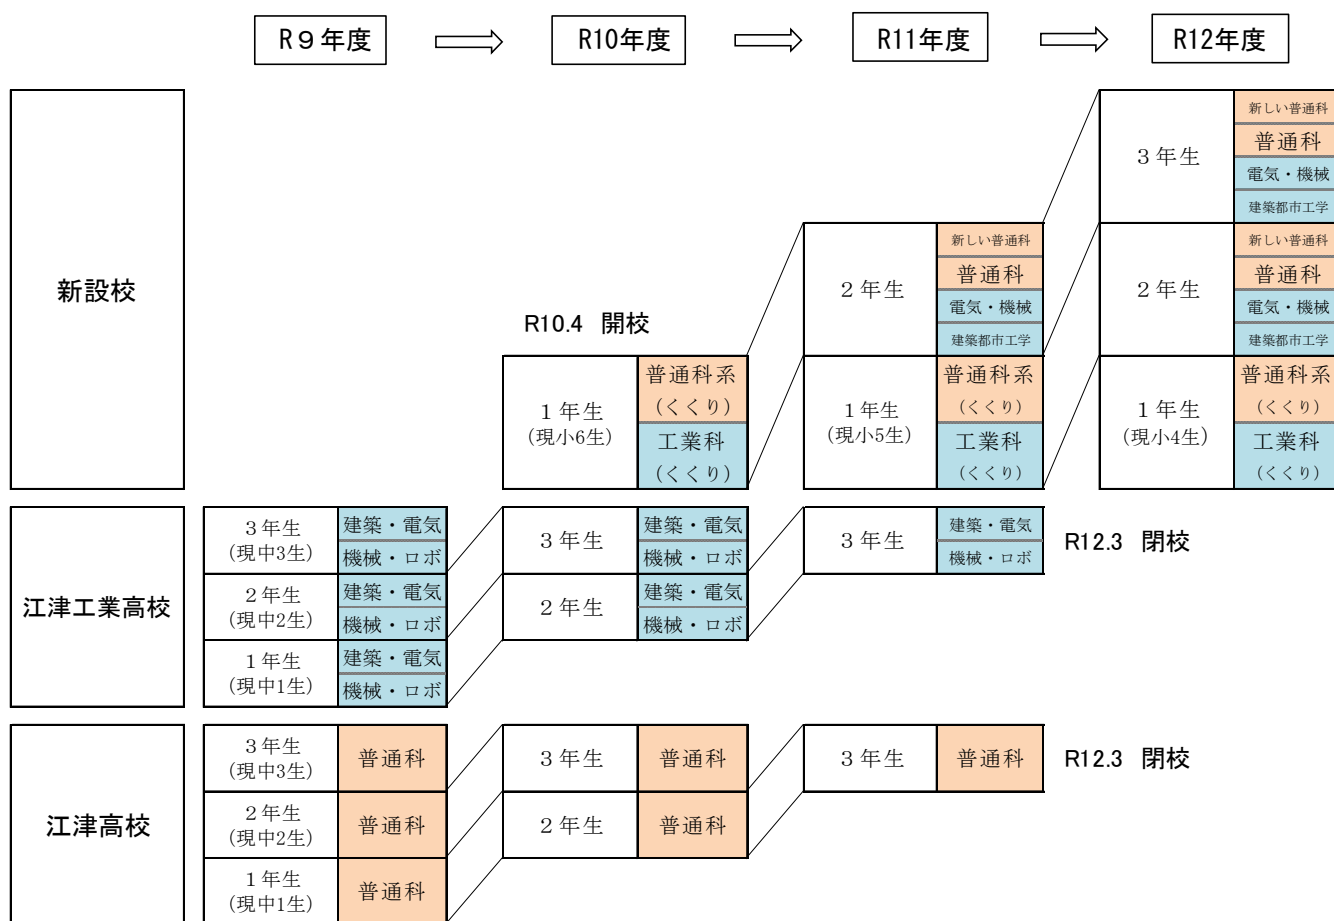 R９年度
R10年度
R11年度
R12年度
新設校
R10.4 開校
１年生
(現小6生)
普通科系
(くくり)
工業科
(くくり)
２年生
新しい普通科
普通科
電気・機械
建築都市工学
１年生
(現小5生)
普通科系
(くくり)
工業科
(くくり)
３年生
新しい普通科
普通科
電気・機械
建築都市工学
２年生
新しい普通科
普通科
電気・機械
建築都市工学
１年生
(現小4生)
普通科系
(くくり)
工業科
(くくり)
江津工業高校
３年生
(現中3生)
建築・電気
機械・ロボ
２年生
(現中2生)
建築・電気
機械・ロボ
１年生
(現中1生)
建築・電気
機械・ロボ
３年生
建築・電気
機械・ロボ
２年生
建築・電気
機械・ロボ
３年生
建築・電気
機械・ロボ
R12.3 閉校
江津高校
３年生
(現中3生)
普通科
２年生
(現中2生)
普通科
１年生
(現中1生)
普通科
３年生
普通科
２年生
普通科
３年生
普通科
R12.3 閉校